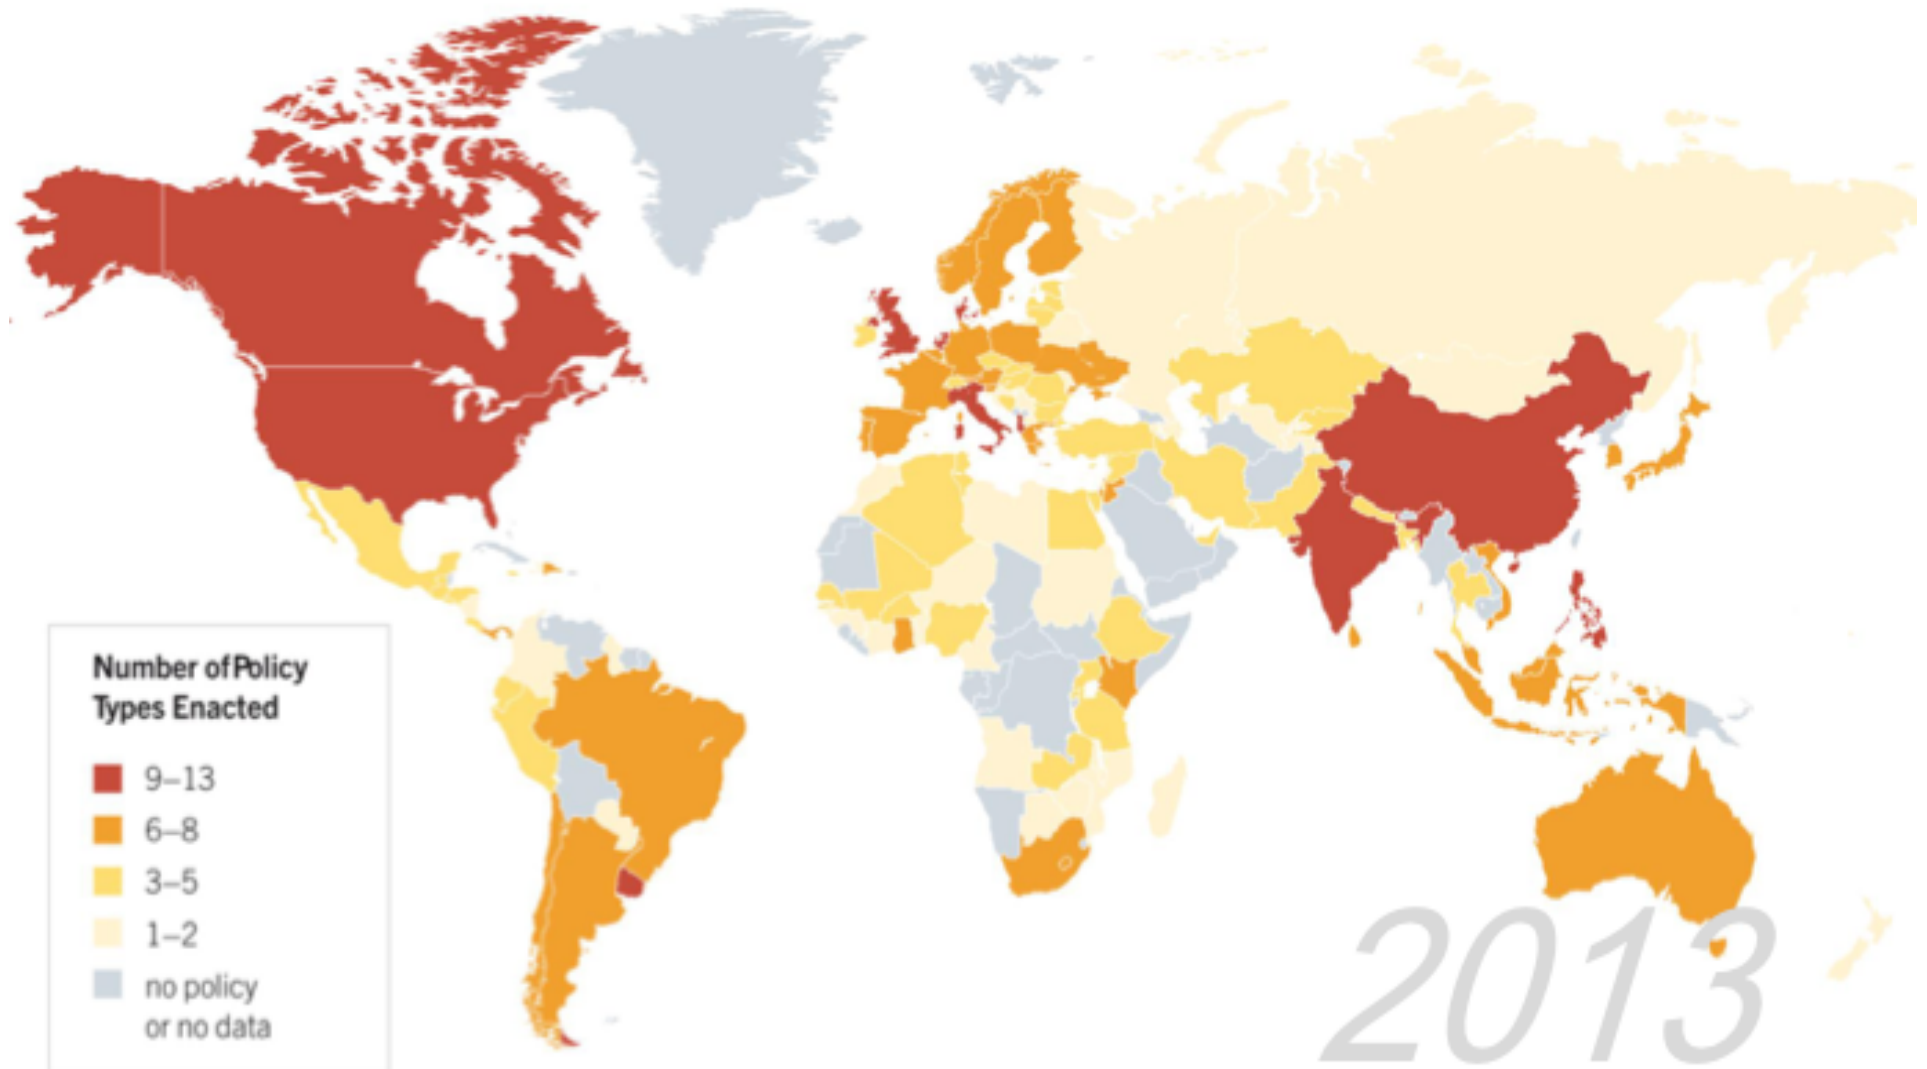 Number of Policy
Types Enacted
9–13
6–8
3–5
1–2
no policy
or no data
2013